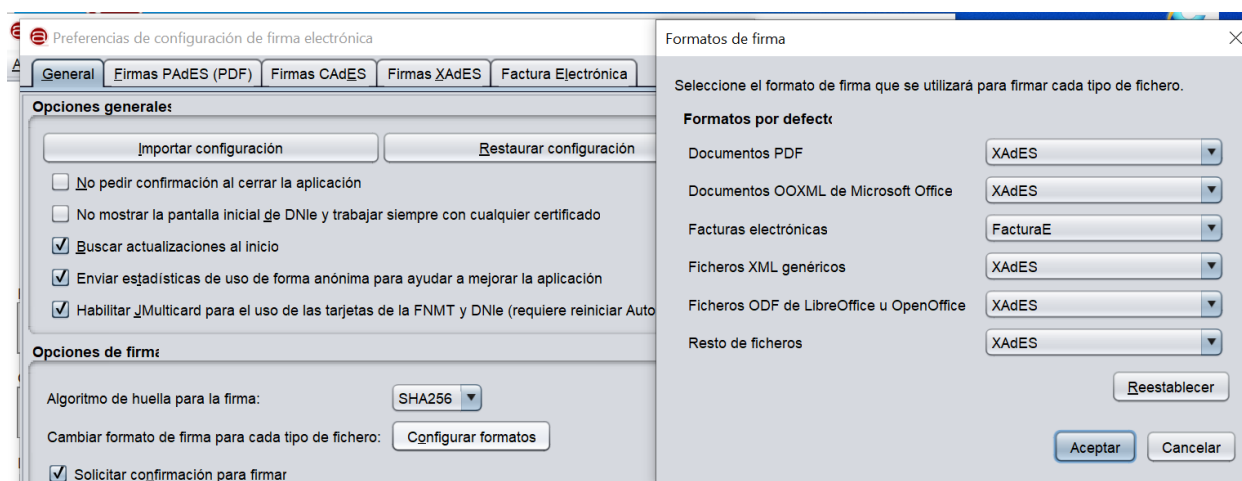 Preferencias de configuración de firma electrónica
General Firmas PAdES (PDF) Firmas CAdES Firmas XAdES Factura Electrónica
Opciones generales
Importar configuración Restaurar configuración
No pedir confirmación al cerrar la aplicación
No mostrar la pantalla inicial de DNIe y trabajar siempre con cualquier certificado
Buscar actualizaciones al inicio
Enviar estadísticas de uso de forma anónima para ayudar a mejorar la aplicación
Habilitar JMulticard para el uso de las tarjetas de la FNMT y DNIe (requiere reiniciar Auto
Opciones de firma
Algoritmo de huella para la firma: SHA256
Cambiar formato de firma para cada tipo de fichero: Configurar formatos
Solicitar confirmación para firmar
Formatos de firma
Seleccione el formato de firma que se utilizará para firmar cada tipo de fichero.
Formatos por defecto
Documentos PDF XAdES
Documentos OOXML de Microsoft Office XAdES
Facturas electrónicas FacturaE
Ficheros XML genéricos XAdES
Ficheros ODF de LibreOffice u OpenOffice XAdES
Resto de ficheros XAdES
Reestablecer
Aceptar Cancelar